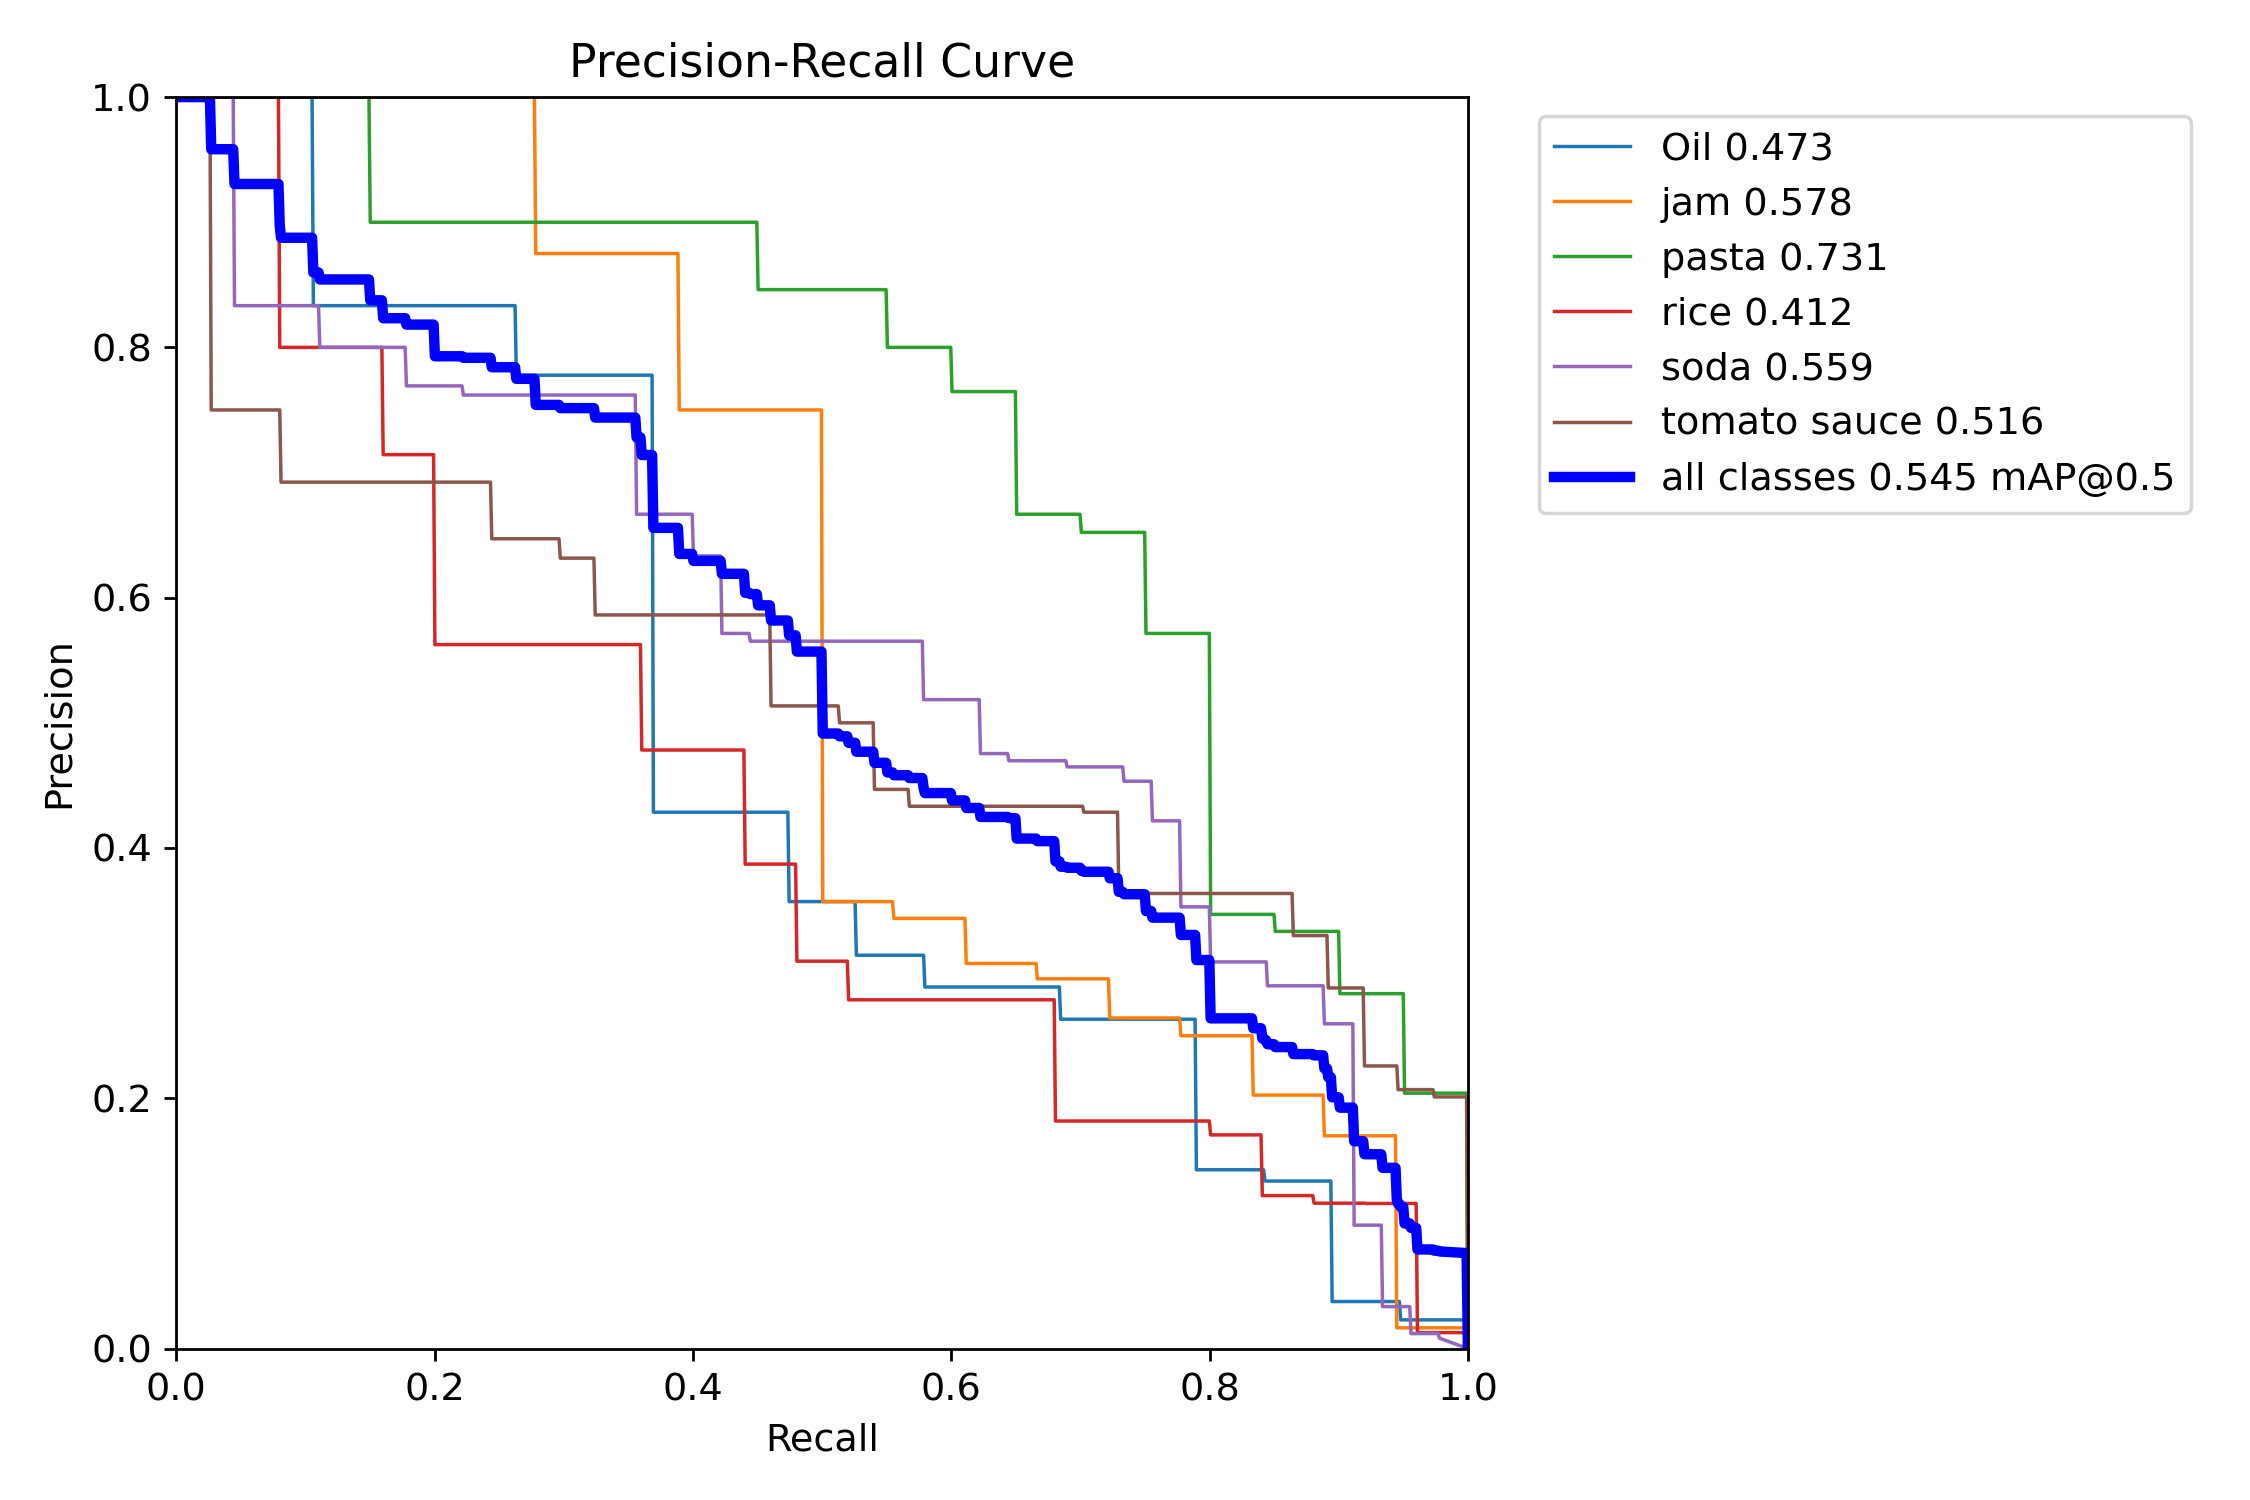 Precision-Recall Curve
1.0
0.8
0.6
0.4
0.2
0.0
Precision
0.0 0.2 0.4 0.6 0.8 1.0
Recall
Oil 0.473
jam 0.578
pasta 0.731
rice 0.412
soda 0.559
tomato sauce 0.516
all classes 0.545 mAP@0.5